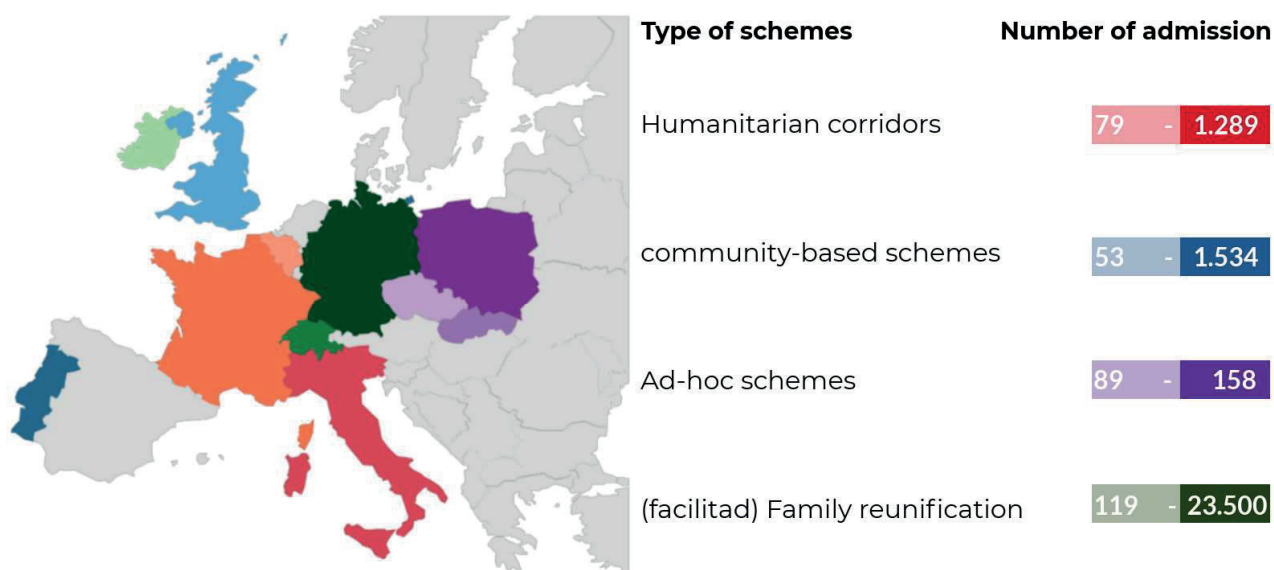 Type of schemes Number of admission
Humanitarian corridors 79 - 1.289
community-based schemes 53 - 1.534
Ad-hoc schemes 89 - 158
(facilitad) Family reunification 119 - 23.500